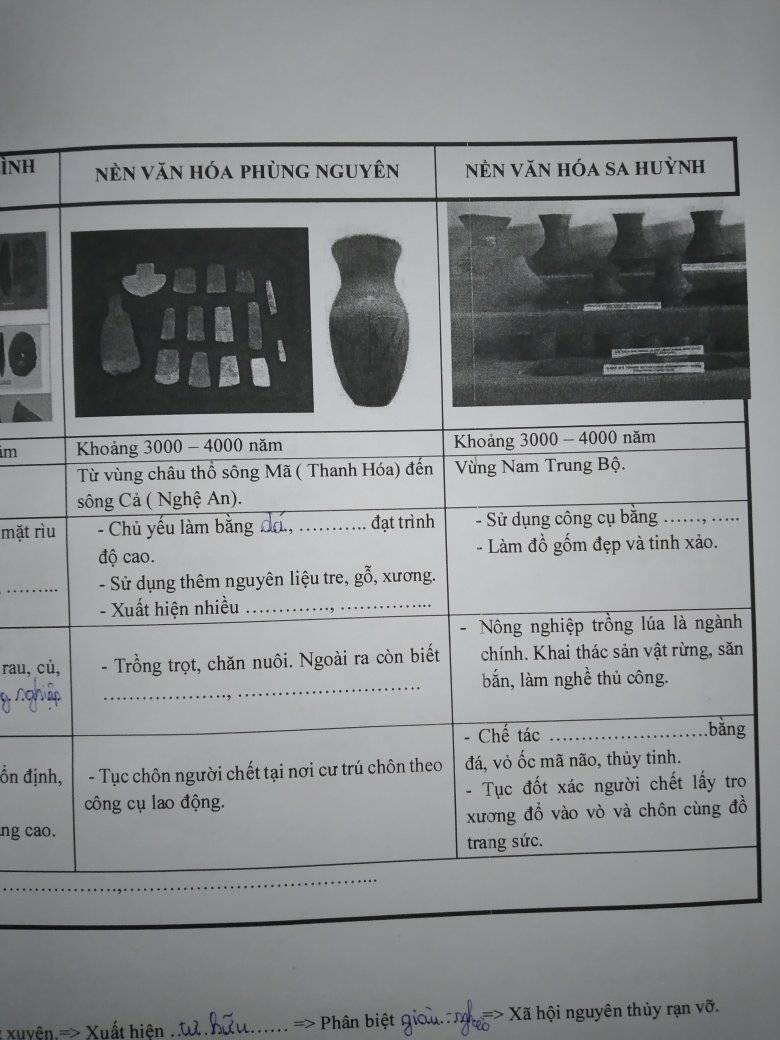 ÌNH
NỀN VĂN HÓA PHÙNG NGUYÊN
NỀN VĂN HÓA SA HUỲNH
ăm
Khoảng 3000 – 4000 năm
Khoảng 3000 – 4000 năm
Từ vùng châu thổ sông Mã ( Thanh Hóa) đến
sông Cả ( Nghệ An).
Vùng Nam Trung Bộ.
mặt rìu
, ........
- Chủ yếu làm bằng đá, ........... đạt trình
độ cao.
- Sử dụng thêm nguyên liệu tre, gỗ, xương.
- Xuất hiện nhiều ............., ..............
- Sử dụng công cụ bằng ......, .....
- Làm đồ gốm đẹp và tinh xảo.
rau, củ,
g nghiệp
- Trồng trọt, chăn nuôi. Ngoài ra còn biết
...................., .............................
- Nông nghiệp trồng lúa là ngành
chính. Khai thác sản vật rừng, săn
bắn, làm nghề thủ công.
ổn định,
ng cao.
- Tục chôn người chết tại nơi cư trú chôn theo
công cụ lao động.
- Chế tác .........................bằng
đá, vỏ ốc mã não, thủy tinh.
- Tục đốt xác người chết lấy tro
xương đổ vào vò và chôn cùng đồ
trang sức.
...................,..........................................
xuyên => Xuất hiện ..tư hữu...... => Phân biệt giàu - nghèo => Xã hội nguyên thủy rạn vỡ.